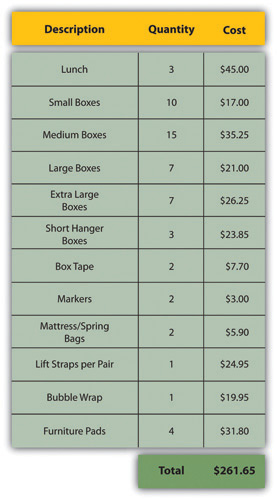 Description Quantity Cost
Lunch 3 $45.00
Small Boxes 10 $17.00
Medium Boxes 15 $35.25
Large Boxes 7 $21.00
Extra Large
Boxes 7 $26.25
Short Hanger
Boxes 3 $23.85
Box Tape 2 $7.70
Markers 2 $3.00
Mattress/Spring
Bags 2 $5.90
Lift Straps per Pair 1 $24.95
Bubble Wrap 1 $19.95
Furniture Pads 4 $31.80
Total $261.65